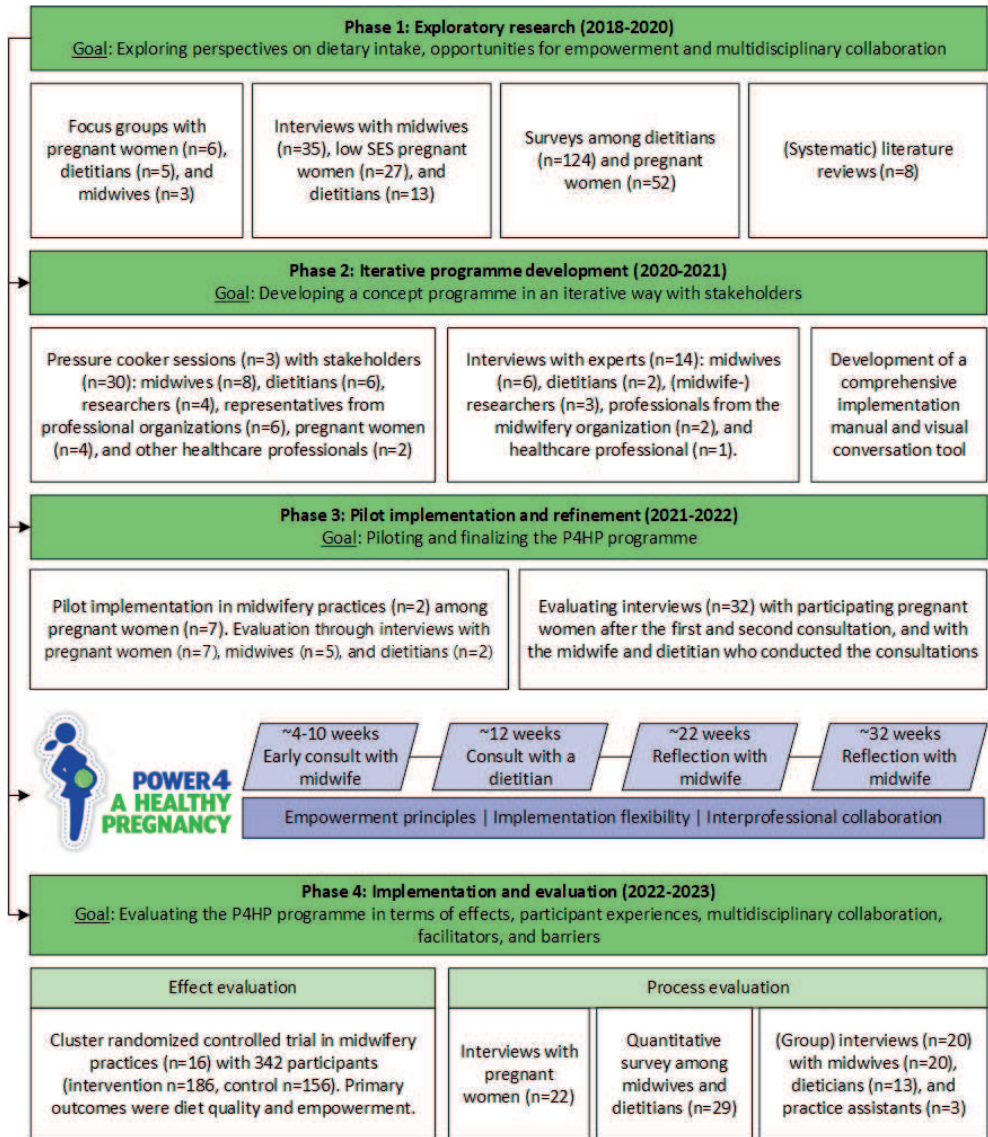 Phase 1: Exploratory research (2018-2020)
Goal: Exploring perspectives on dietary intake, opportunities for empowerment and multidisciplinary collaboration
Focus groups with
pregnant women (n=6),
dietitians (n=5), and
midwives (n=3)
Interviews with midwives
(n=35), low SES pregnant
women (n=27), and
dietitians (n=13)
Surveys among dietitians
(n=124) and pregnant
women (n=52)
(Systematic) literature
reviews (n=8)
Phase 2: Iterative programme development (2020-2021)
Goal: Developing a concept programme in an iterative way with stakeholders
Pressure cooker sessions (n=3) with stakeholders
(n=30): midwives (n=8), dietitians (n=6),
researchers (n=4), representatives from
professional organizations (n=6), pregnant women
(n=4), and other healthcare professionals (n=2)
Interviews with experts (n=14): midwives
(n=6), dietitians (n=2), (midwife-)
researchers (n=3), professionals from the
midwifery organization (n=2), and
healthcare professional (n=1).
Development of a
comprehensive
implementation
manual and visual
conversation tool
Phase 3: Pilot implementation and refinement (2021-2022)
Goal: Piloting and finalizing the P4HP programme
Pilot implementation in midwifery practices (n=2) among
pregnant women (n=7). Evaluation through interviews with
pregnant women (n=7), midwives (n=5), and dietitians (n=2)
Evaluating interviews (n=32) with participating pregnant
women after the first and second consultation, and with
the midwife and dietitian who conducted the consultations
POWER4
A HEALTHY
PREGNANCY
~4-10 weeks
Early consult with
midwife
~12 weeks
Consult with a
dietitian
~22 weeks
Reflection with
midwife
~32 weeks
Reflection with
midwife
Empowerment principles | Implementation flexibility | Interprofessional collaboration
Phase 4: Implementation and evaluation (2022-2023)
Goal: Evaluating the P4HP programme in terms of effects, participant experiences, multidisciplinary collaboration,
facilitators, and barriers
Effect evaluation
Cluster randomized controlled trial in midwifery
practices (n=16) with 342 participants
(intervention n=186, control n=156). Primary
outcomes were diet quality and empowerment.
Process evaluation
Interviews with
pregnant
women (n=22)
Quantitative
survey among
midwives and
dietitians (n=29)
(Group) interviews (n=20)
with midwives (n=20),
dieticians (n=13), and
practice assistants (n=3)